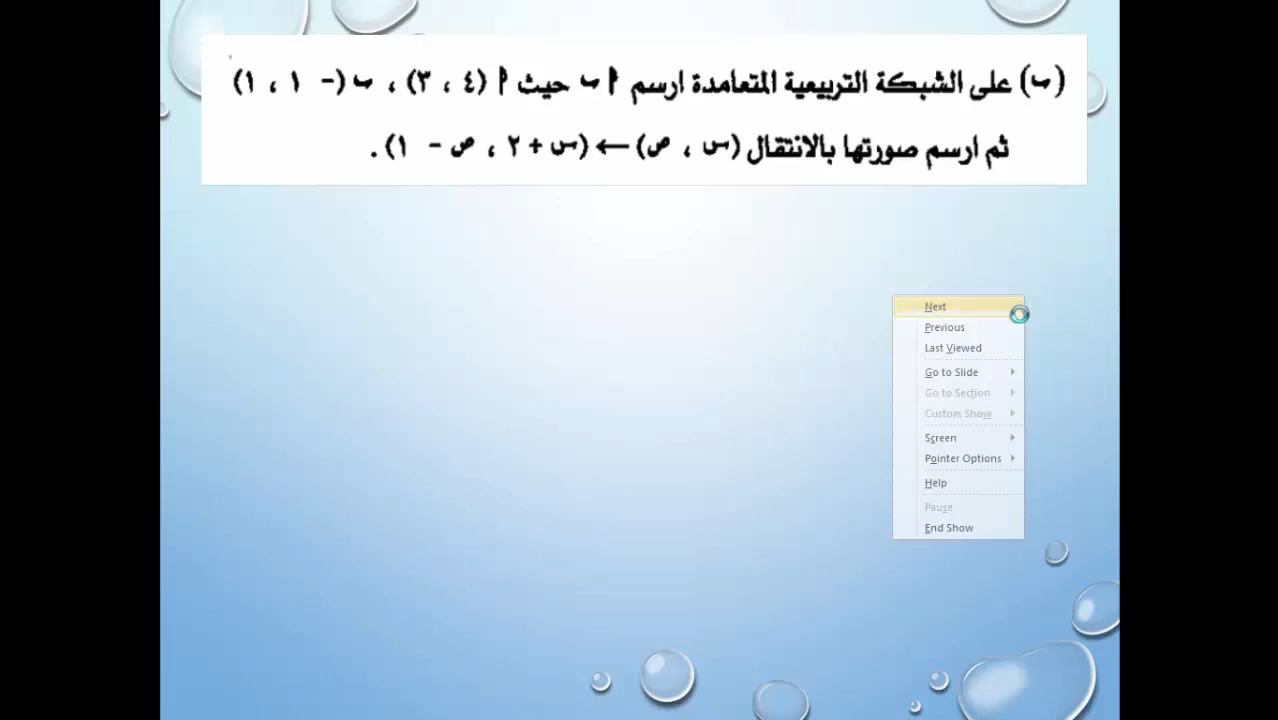 (ب) على الشبكة التربيعية المتعامدة ارسم أ ب حيث أ (٤ ، ٣) ، ب (- ١ ، ١)
ثم ارسم صورتها بالانتقال (س ، ص) ← (س + ٢ ، ص - ١) .
Next
Previous
Last Viewed
Go to Slide
Go to Section
Custom Show
Screen
Pointer Options
Help
Pause
End Show